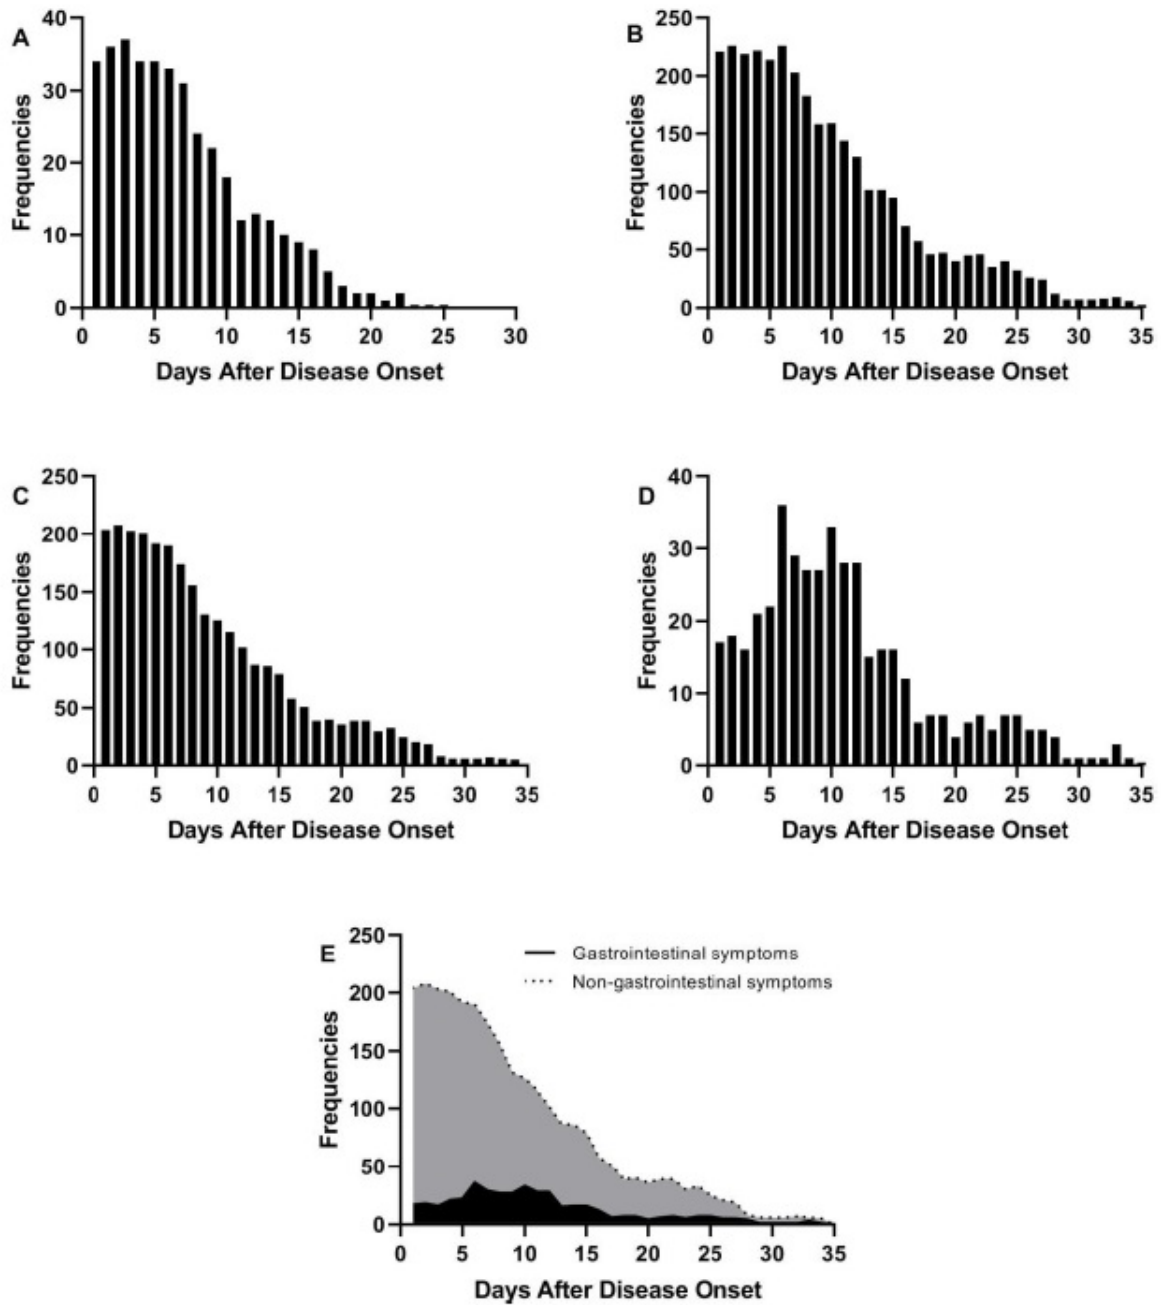 A
Frequencies
40
30
20
10
0
0 5 10 15 20 25 30
Days After Disease Onset
B
Frequencies
250
200
150
100
50
0
0 5 10 15 20 25 30 35
Days After Disease Onset
C
Frequencies
250
200
150
100
50
0
0 5 10 15 20 25 30 35
Days After Disease Onset
D
Frequencies
40
30
20
10
0
0 5 10 15 20 25 30 35
Days After Disease Onset
E
Frequencies
250
200
150
100
50
0
Gastrointestinal symptoms
Non-gastrointestinal symptoms
0 5 10 15 20 25 30 35
Days After Disease Onset